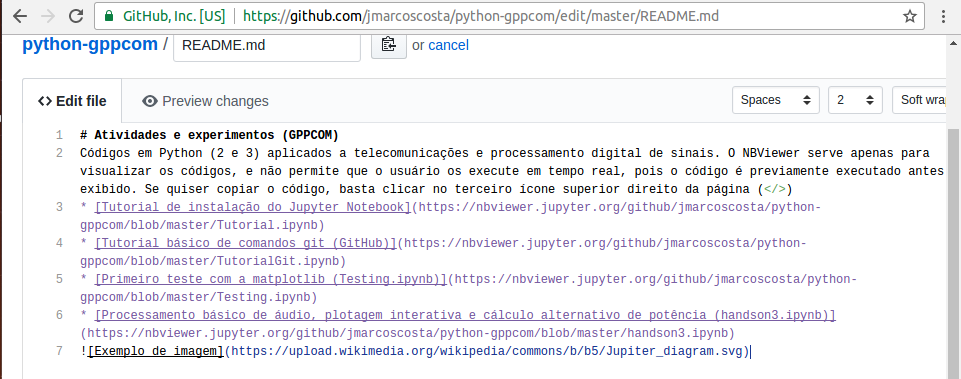 GitHub, Inc. [US] https://github.com/jmarcoscosta/python-gppcom/edit/master/README.md
python-gppcom / README.md or cancel
<> Edit file Preview changes Spaces 2 Soft wra
1 # Atividades e experimentos (GPPCOM)
2 Códigos em Python (2 e 3) aplicados a telecomunicações e processamento digital de sinais. O NBViewer serve apenas para
visualizar os códigos, e não permite que o usuário os execute em tempo real, pois o código é previamente executado antes
exibido. Se quiser copiar o código, basta clicar no terceiro ícone superior direito da página (</>)
3 * [Tutorial de instalação do Jupyter Notebook](https://nbviewer.jupyter.org/github/jmarcoscosta/python-
gppcom/blob/master/Tutorial.ipynb)
4 * [Tutorial básico de comandos git (GitHub)](https://nbviewer.jupyter.org/github/jmarcoscosta/python-
gppcom/blob/master/TutorialGit.ipynb)
5 * [Primeiro teste com a matplotlib (Testing.ipynb)](https://nbviewer.jupyter.org/github/jmarcoscosta/python-
gppcom/blob/master/Testing.ipynb)
6 * [Processamento básico de áudio, plotagem interativa e cálculo alternativo de potência (handson3.ipynb)]
(https://nbviewer.jupyter.org/github/jmarcoscosta/python-gppcom/blob/master/handson3.ipynb)
7 ![Exemplo de imagem](https://upload.wikimedia.org/wikipedia/commons/b/b5/Jupiter_diagram.svg)